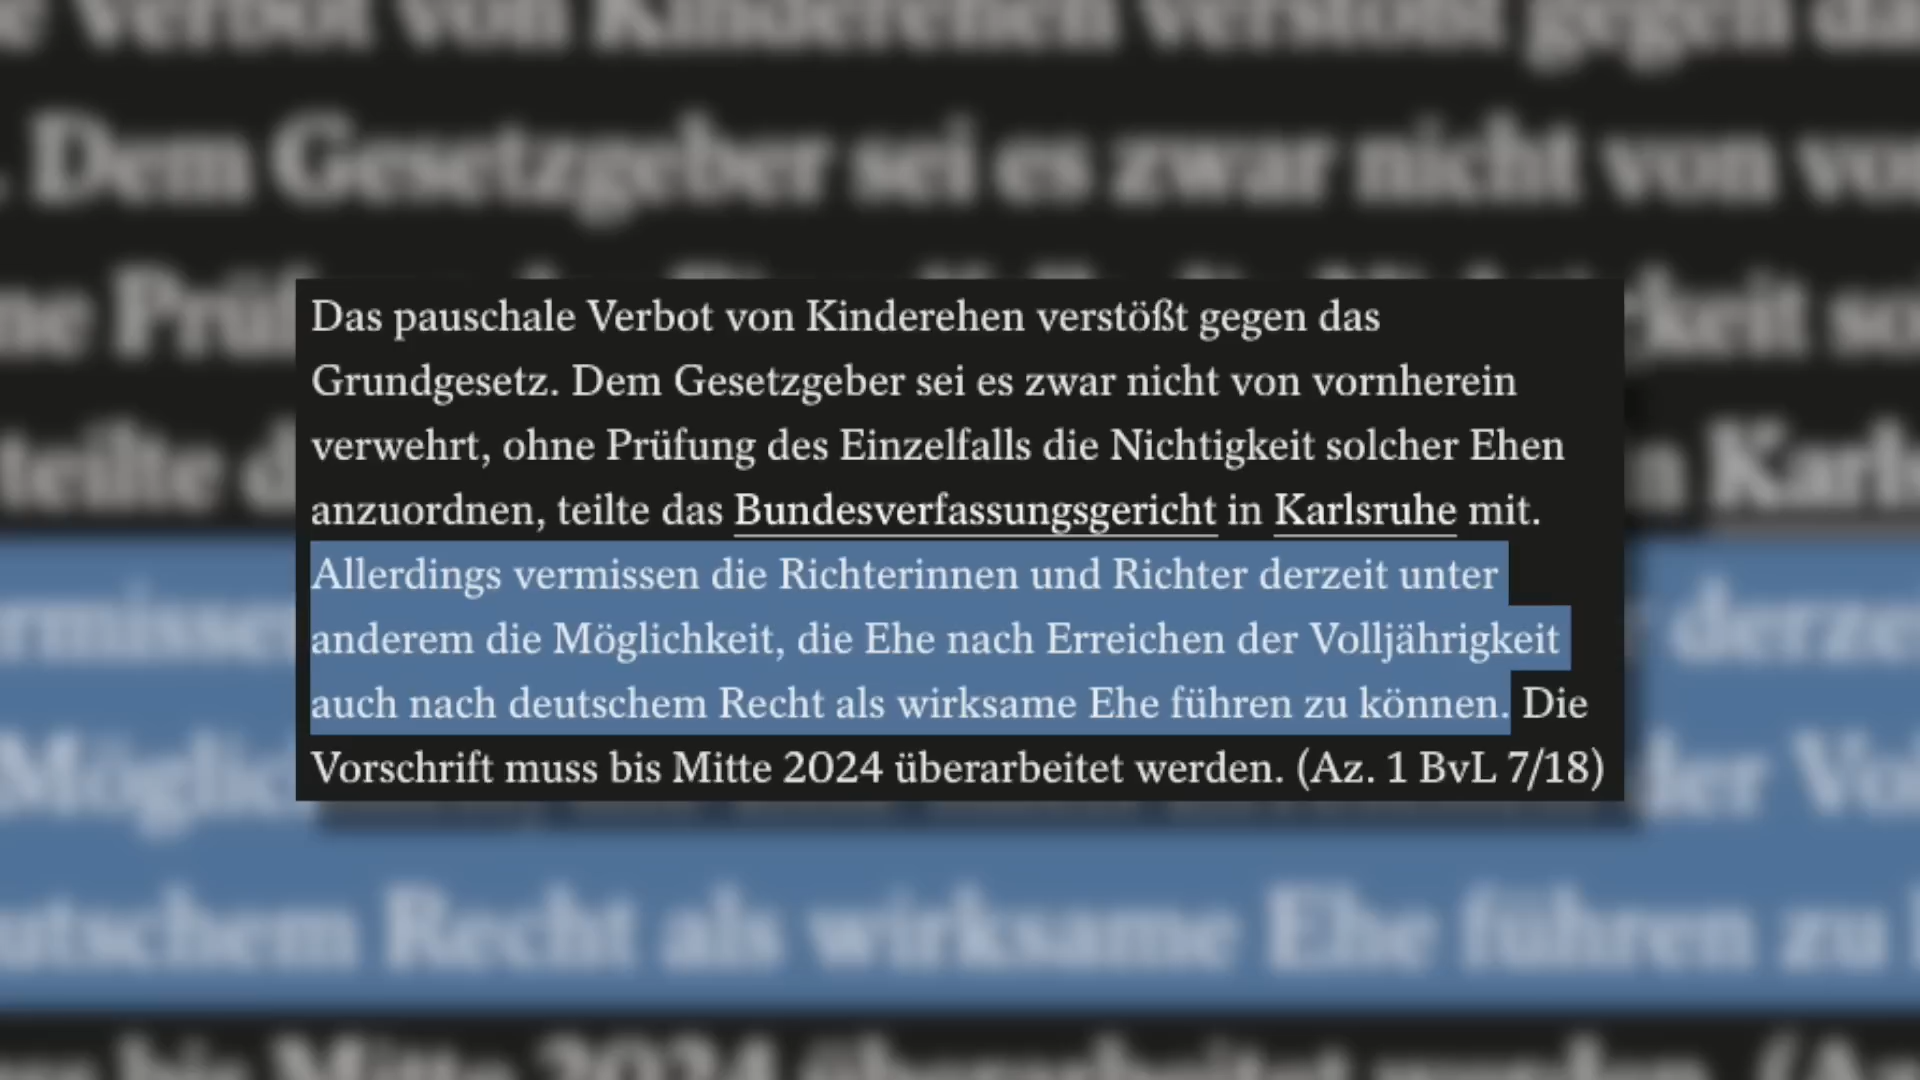 Das pauschale Verbot von Kinderehen verstößt gegen das
Grundgesetz. Dem Gesetzgeber sei es zwar nicht von vornherein
verwehrt, ohne Prüfung des Einzelfalls die Nichtigkeit solcher Ehen
anzuordnen, teilte das Bundesverfassungsgericht in Karlsruhe mit.
Allerdings vermissen die Richterinnen und Richter derzeit unter
anderem die Möglichkeit, die Ehe nach Erreichen der Volljährigkeit
auch nach deutschem Recht als wirksame Ehe führen zu können. Die
Vorschrift muss bis Mitte 2024 überarbeitet werden. (Az. 1 BvL 7/18)